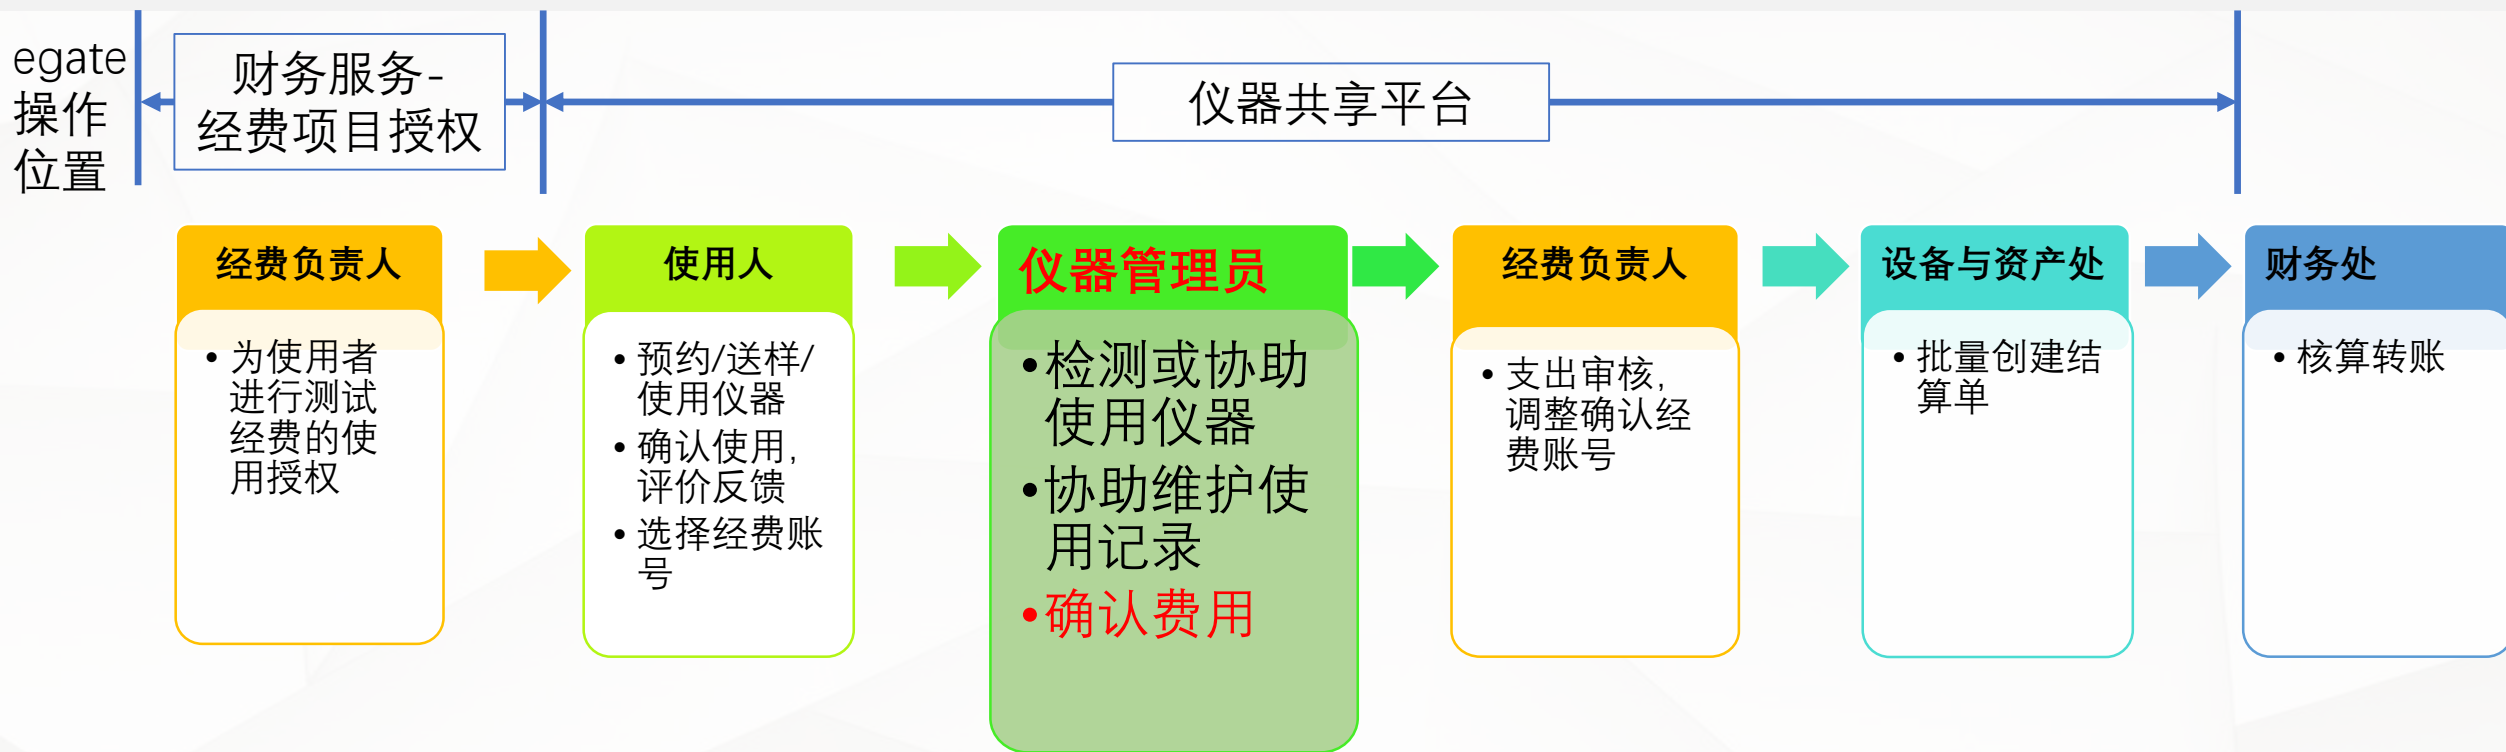 egate
操作
位置
财务服务-
经费项目授权
仪器共享平台
经费负责人
• 为使用者
进行测试
经费的使
用授权
使用人
• 预约/送样/
使用仪器
• 确认使用，
评价反馈
• 选择经费账
号
仪器管理员
•检测或协助
使用仪器
•协助维护使
用记录
•确认费用
经费负责人
• 支出审核，
调整确认经
费账号
设备与资产处
• 批量创建结
算单
财务处
• 核算转账